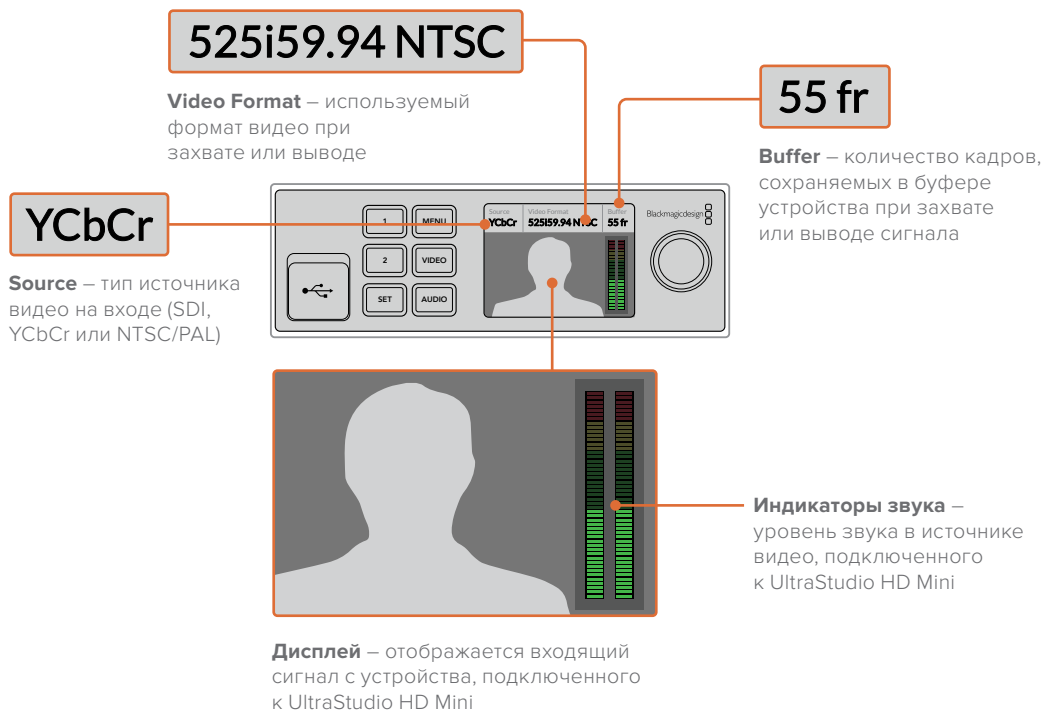 525i59.94 NTSC
Video Format – используемый
формат видео при
захвате или выводе
55 fr
Buffer – количество кадров,
сохраняемых в буфере
устройства при захвате
или выводе сигнала
YCbCr
Source – тип источника
видео на входе (SDI,
YCbCr или NTSC/PAL)
1
MENU
2
VIDEO
SET
AUDIO
Source
YCbCr
Video Format
525I59.94 NTSC
Buffer
55 fr
Blackmagicdesign
Индикаторы звука –
уровень звука в источнике
видео, подключенного
к UltraStudio HD Mini
Дисплей – отображается входящий
сигнал с устройства, подключенного
к UltraStudio HD Mini